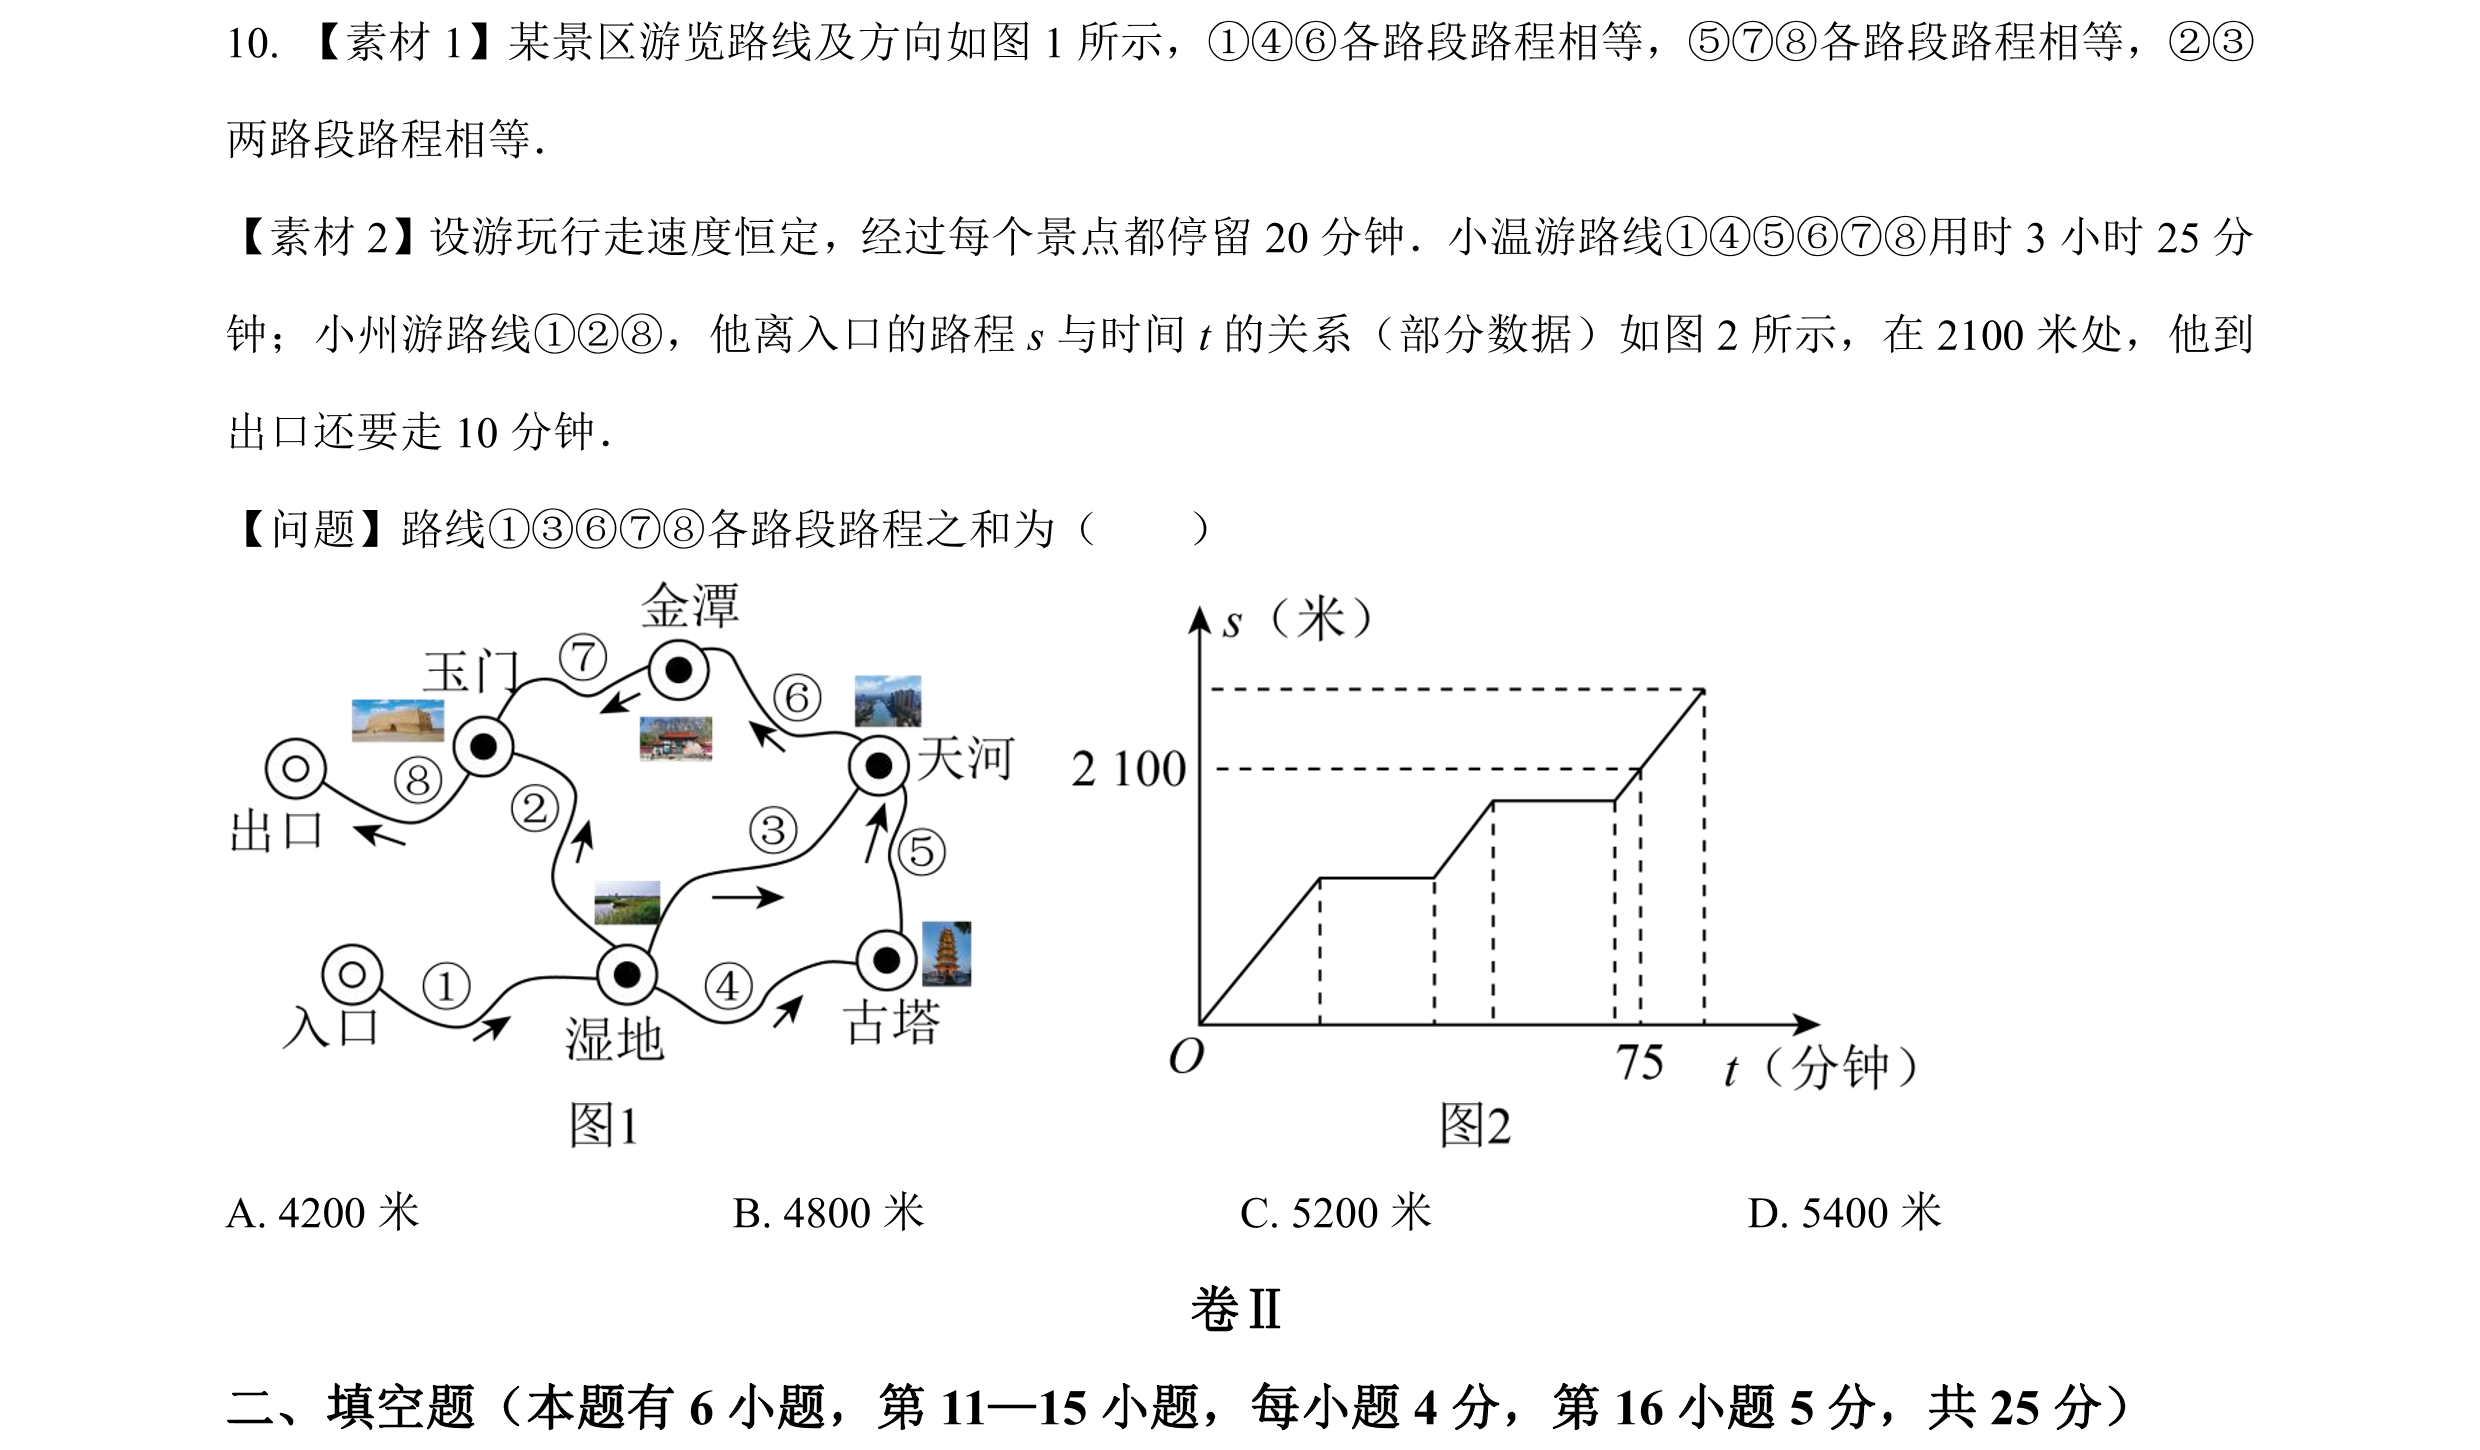 10. 【素材 1】某景区游览路线及方向如图 1 所示，①④⑥各路段路程相等，⑤⑦⑧各路段路程相等，②③
两路段路程相等．
【素材 2】设游玩行走速度恒定，经过每个景点都停留 20 分钟．小温游路线①④⑤⑥⑦⑧用时 3 小时 25 分
钟；小州游路线①②⑧，他离入口的路程 s 与时间 t 的关系（部分数据）如图 2 所示，在 2100 米处，他到
出口还要走 10 分钟．
【问题】路线①③⑥⑦⑧各路段路程之和为（　　）
金潭
⑦
玉门
⑥
天河
⑧
②
出口
③
⑤
①
④
入口
湿地
古塔
图1
s（米）
2 100
O
75
t（分钟）
图2
A. 4200 米 B. 4800 米 C. 5200 米 D. 5400 米
卷Ⅱ
二、填空题（本题有 6 小题，第 11—15 小题，每小题 4 分，第 16 小题 5 分，共 25 分）